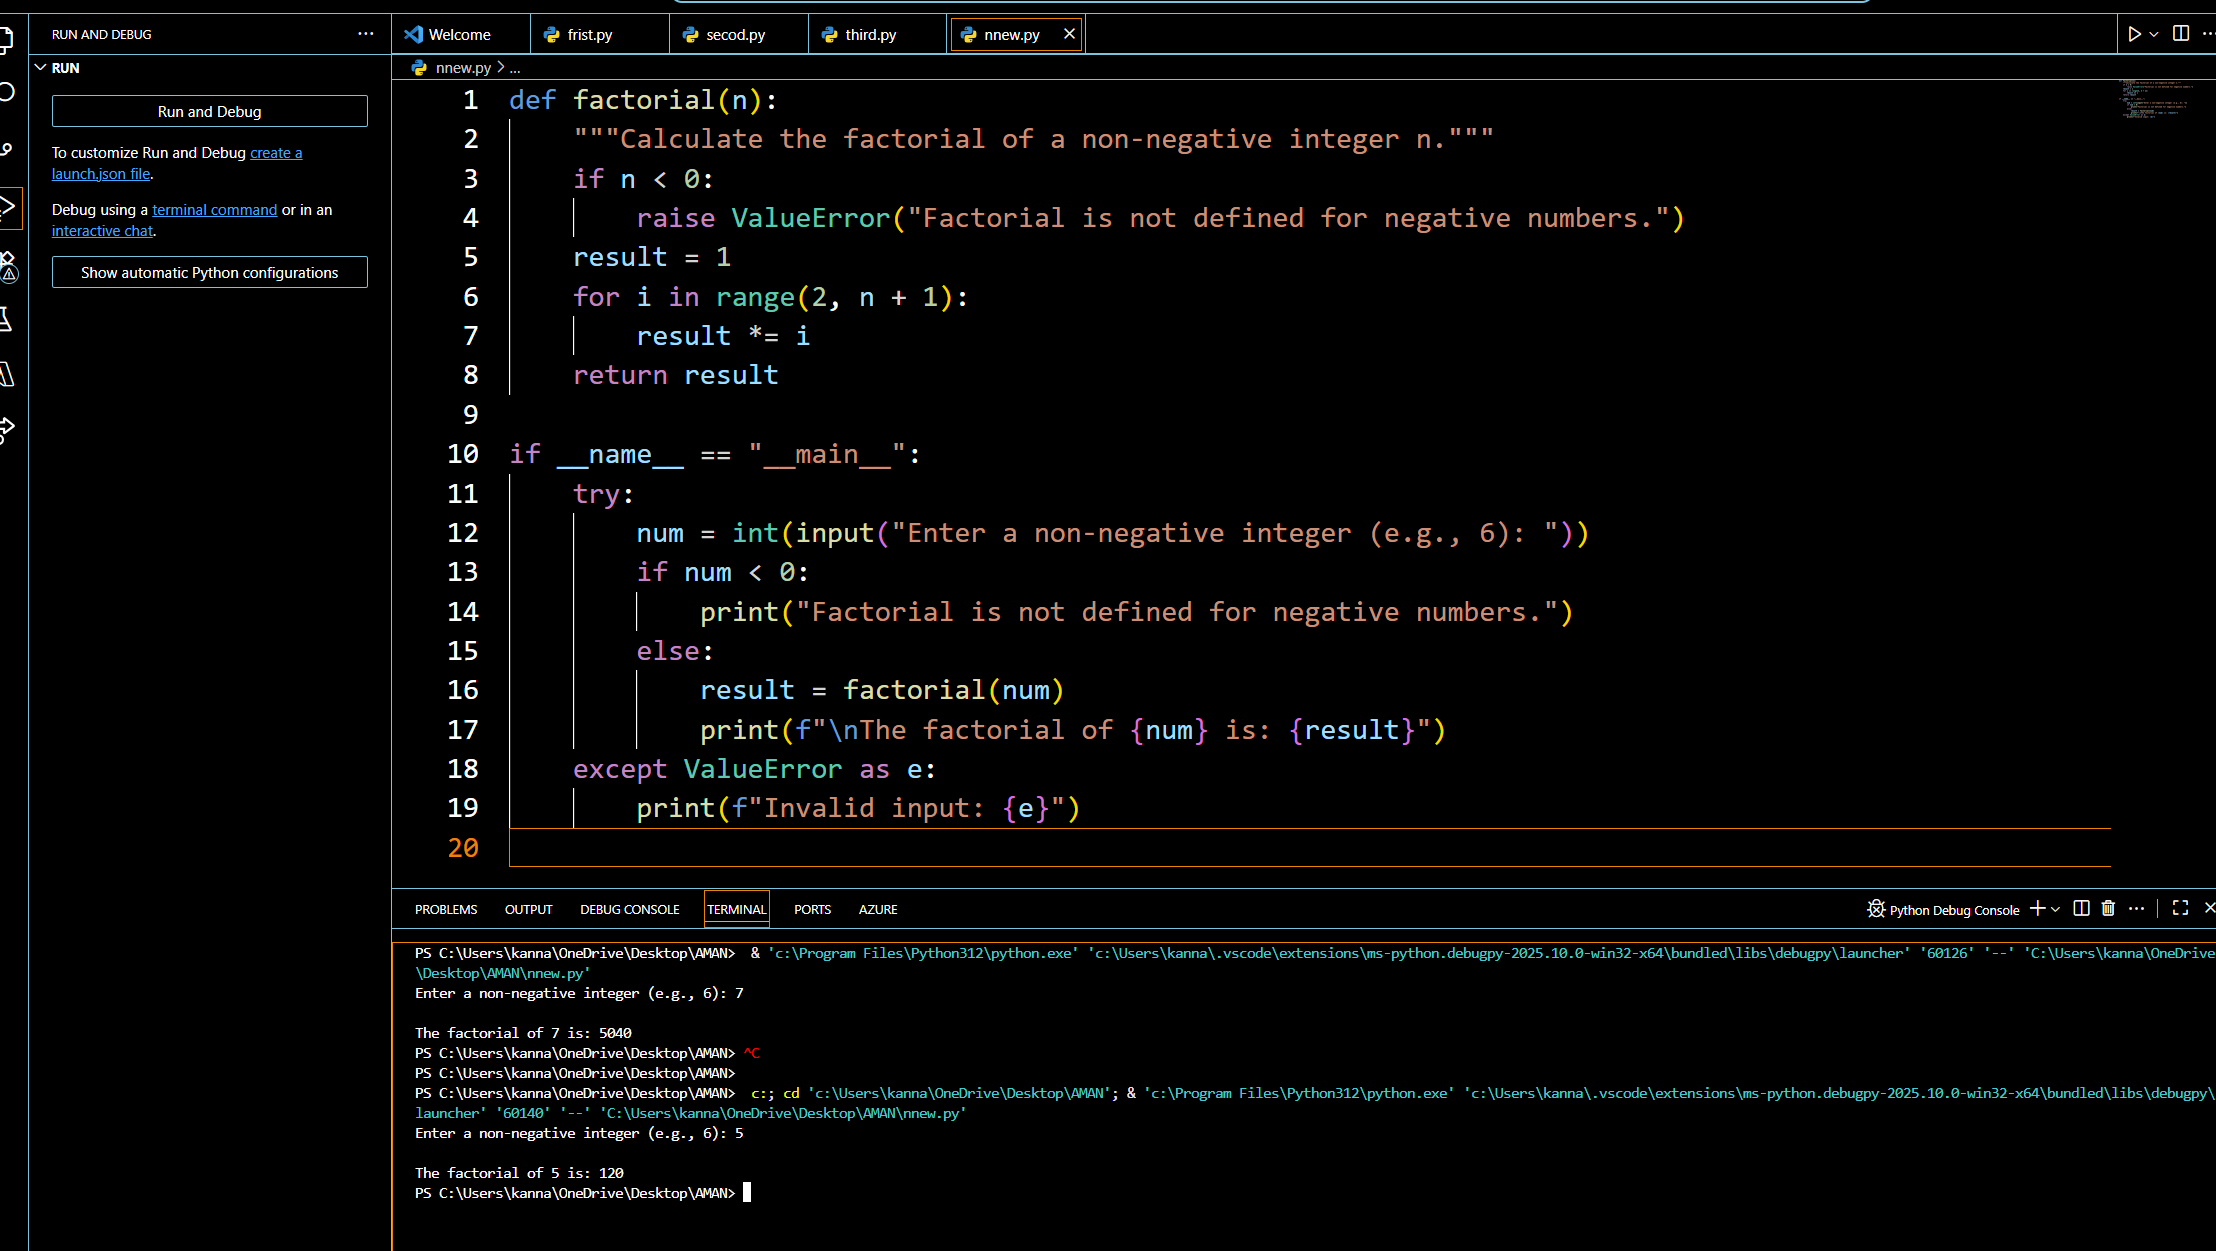 RUN AND DEBUG ...
Welcome frist.py secod.py third.py nnew.py
RUN
nnew.py > ...
Run and Debug
To customize Run and Debug create a
launch.json file.
Debug using a terminal command or in an
interactive chat.
Show automatic Python configurations
1 def factorial(n):
2     """Calculate the factorial of a non-negative integer n."""
3     if n < 0:
4         raise ValueError("Factorial is not defined for negative numbers.")
5     result = 1
6     for i in range(2, n + 1):
7         result *= i
8     return result
9
10 if __name__ == "__main__":
11     try:
12         num = int(input("Enter a non-negative integer (e.g., 6): "))
13         if num < 0:
14             print("Factorial is not defined for negative numbers.")
15         else:
16             result = factorial(num)
17             print(f"\nThe factorial of {num} is: {result}")
18     except ValueError as e:
19         print(f"Invalid input: {e}")
20
PROBLEMS OUTPUT DEBUG CONSOLE TERMINAL PORTS AZURE Python Debug Console
PS C:\Users\kanna\OneDrive\Desktop\AMAN>  & 'c:\Program Files\Python312\python.exe' 'c:\Users\kanna\.vscode\extensions\ms-python.debugpy-2025.10.0-win32-x64\bundled\libs\debugpy\launcher' '60126' '--' 'C:\Users\kanna\OneDrive
\Desktop\AMAN\nnew.py'
Enter a non-negative integer (e.g., 6): 7
The factorial of 7 is: 5040
PS C:\Users\kanna\OneDrive\Desktop\AMAN> ^C
PS C:\Users\kanna\OneDrive\Desktop\AMAN>
PS C:\Users\kanna\OneDrive\Desktop\AMAN>  c:; cd 'c:\Users\kanna\OneDrive\Desktop\AMAN'; & 'c:\Program Files\Python312\python.exe' 'c:\Users\kanna\.vscode\extensions\ms-python.debugpy-2025.10.0-win32-x64\bundled\libs\debugpy\
launcher' '60140' '--' 'C:\Users\kanna\OneDrive\Desktop\AMAN\nnew.py'
Enter a non-negative integer (e.g., 6): 5
The factorial of 5 is: 120
PS C:\Users\kanna\OneDrive\Desktop\AMAN>